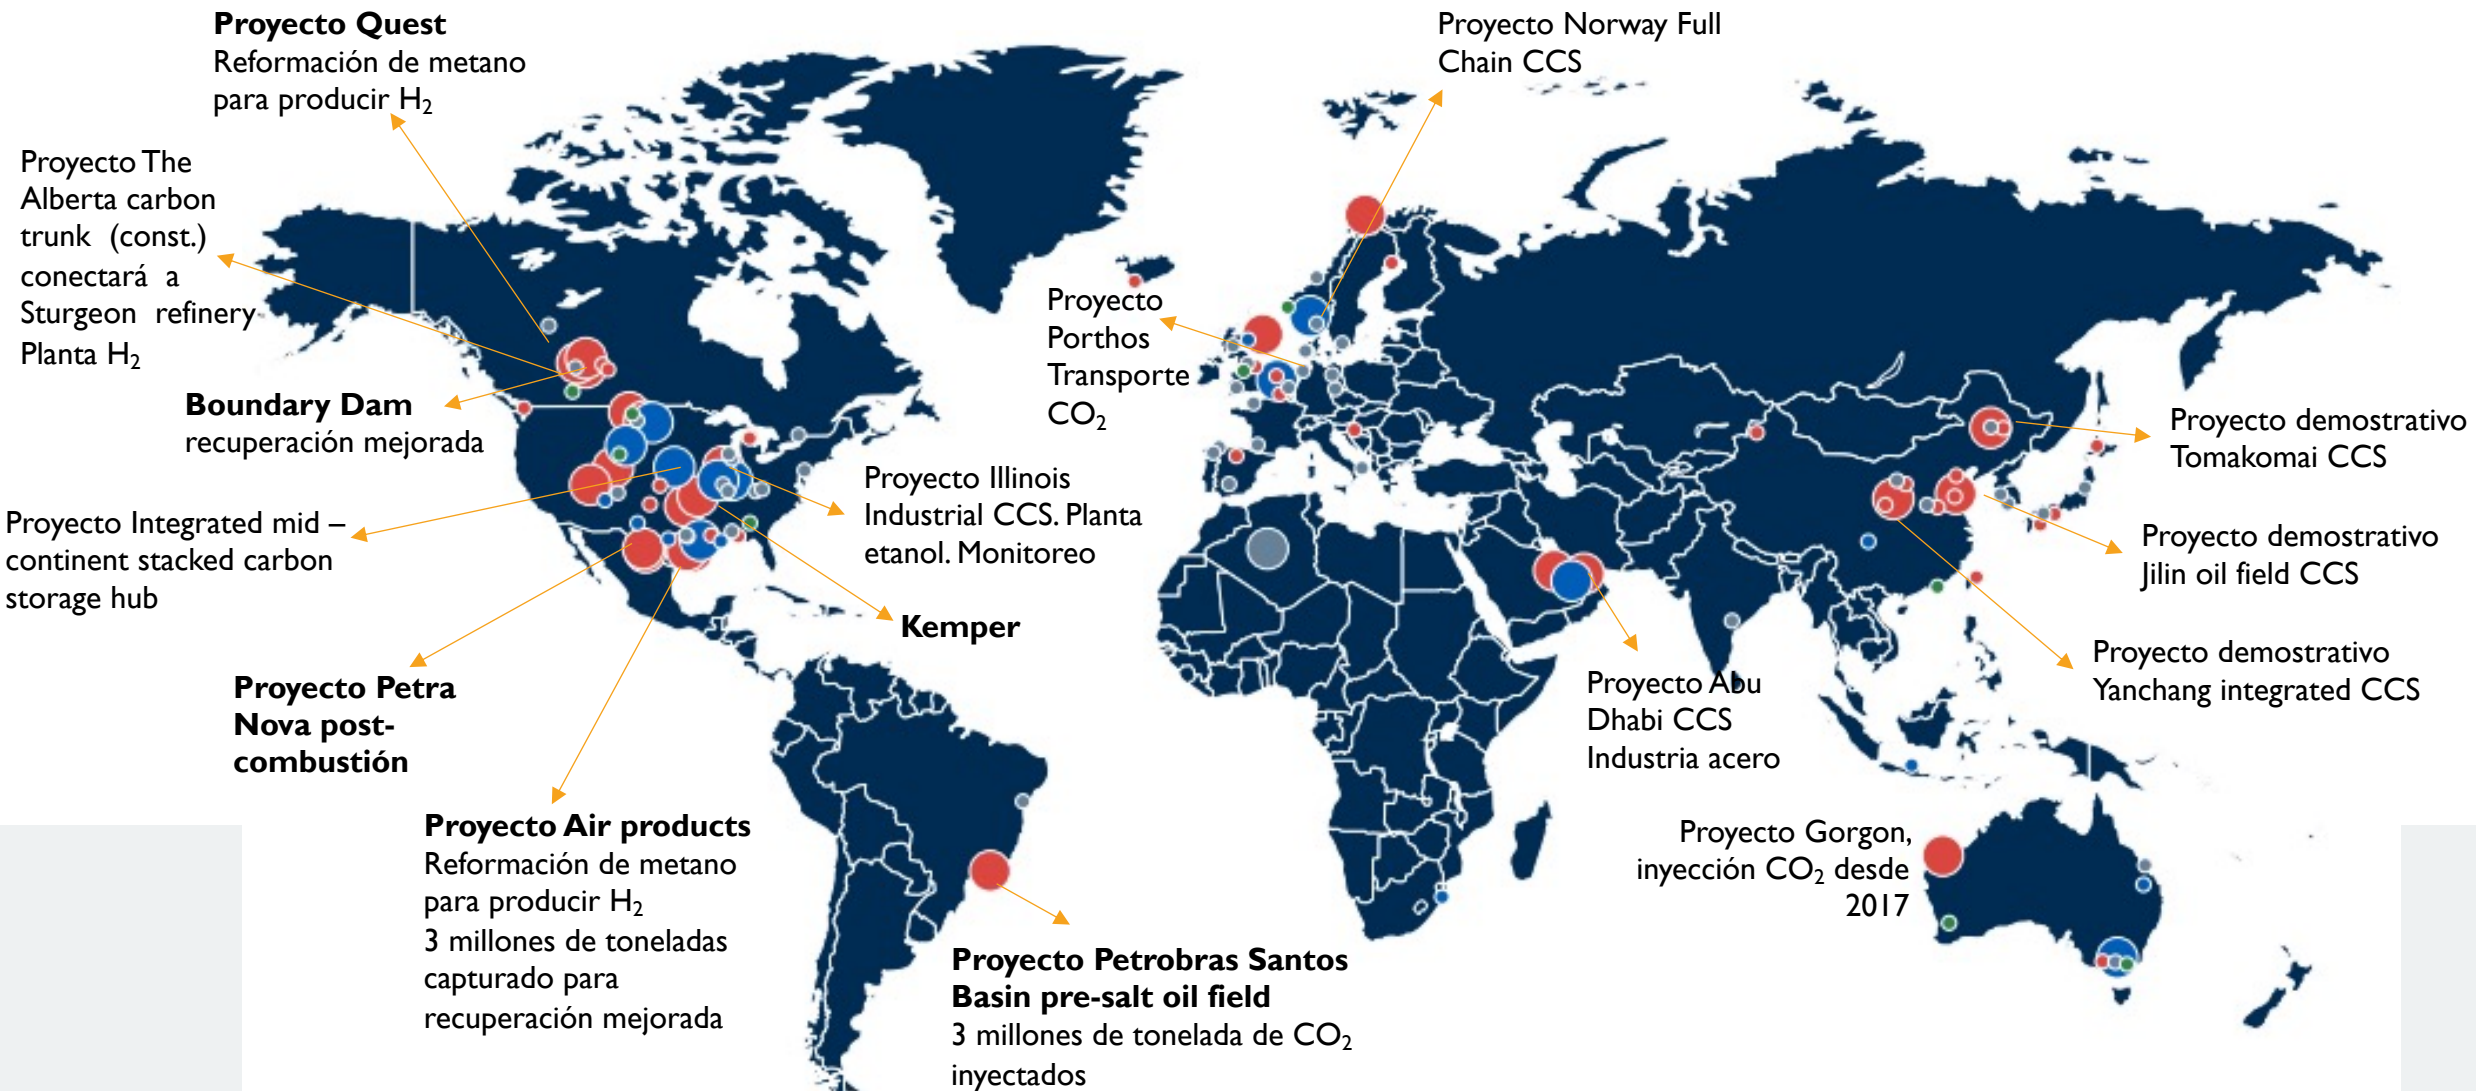 Proyecto Quest
Reformación de metano
para producir H₂
Proyecto The
Alberta carbon
trunk (const.)
conectará a
Sturgeon refinery
Planta H₂
Boundary Dam
recuperación mejorada
Proyecto Integrated mid –
continent stacked carbon
storage hub
Proyecto Petra
Nova post-
combustión
Proyecto Air products
Reformación de metano
para producir H₂
3 millones de toneladas
capturado para
recuperación mejorada
Proyecto Illinois
Industrial CCS. Planta
etanol. Monitoreo
Kemper
Proyecto Petrobras Santos
Basin pre-salt oil field
3 millones de tonelada de CO₂
inyectados
Proyecto Norway Full
Chain CCS
Proyecto
Porthos
Transporte
CO₂
Proyecto Abu
Dhabi CCS
Industria acero
Proyecto demostrativo
Tomakomai CCS
Proyecto demostrativo
Jilin oil field CCS
Proyecto demostrativo
Yanchang integrated CCS
Proyecto Gorgon,
inyección CO₂ desde
2017